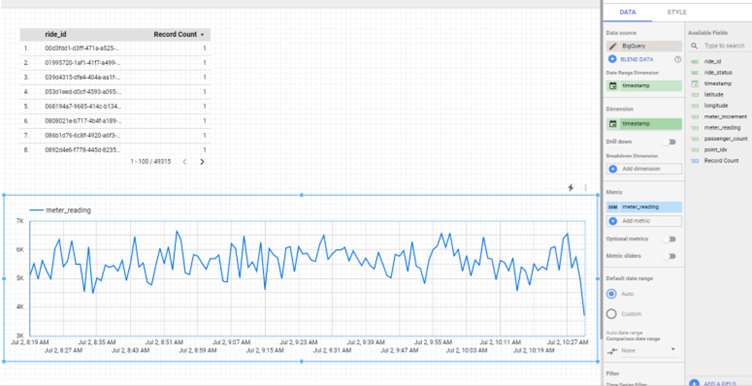 ride_id Record Count
1. 00d3fdd1-d3ff-471a-a525-... 1
2. 01995720-1af1-41f7-a499-... 1
3. 039d4315-dfe4-404a-aa1f-... 1
4. 053d1eed-d0cf-4593-a095-... 1
5. 068194a7-9685-414c-b134... 1
6. 0808021e-b717-4b4f-a189-... 1
7. 086b1d76-6c8f-4920-a6f3-... 1
8. 0892d4e6-f778-445d-8235... 1
1 - 100 / 49315
meter_reading
7K
6K
5K
4K
3K
Jul 2, 8:19 AM Jul 2, 8:35 AM Jul 2, 8:51 AM Jul 2, 9:07 AM Jul 2, 9:23 AM Jul 2, 9:39 AM Jul 2, 9:55 AM Jul 2, 10:11 AM Jul 2, 10:27 AM
Jul 2, 8:27 AM Jul 2, 8:43 AM Jul 2, 8:59 AM Jul 2, 9:15 AM Jul 2, 9:31 AM Jul 2, 9:47 AM Jul 2, 10:03 AM Jul 2, 10:19 AM
DATA STYLE
Data source
BigQuery
BLEND DATA
Date Range Dimension
timestamp
Dimension
timestamp
Drill down
Breakdown Dimension
Add dimension
Metric
meter_reading
Add metric
Optional metrics
Metric sliders
Default date range
Auto
Custom
Auto date range
Comparison date range
None
Filter
Available Fields
Type to search
ride_id
ride_status
timestamp
latitude
longitude
meter_increment
meter_reading
passenger_count
point_idx
Record Count
ADD A FIELD